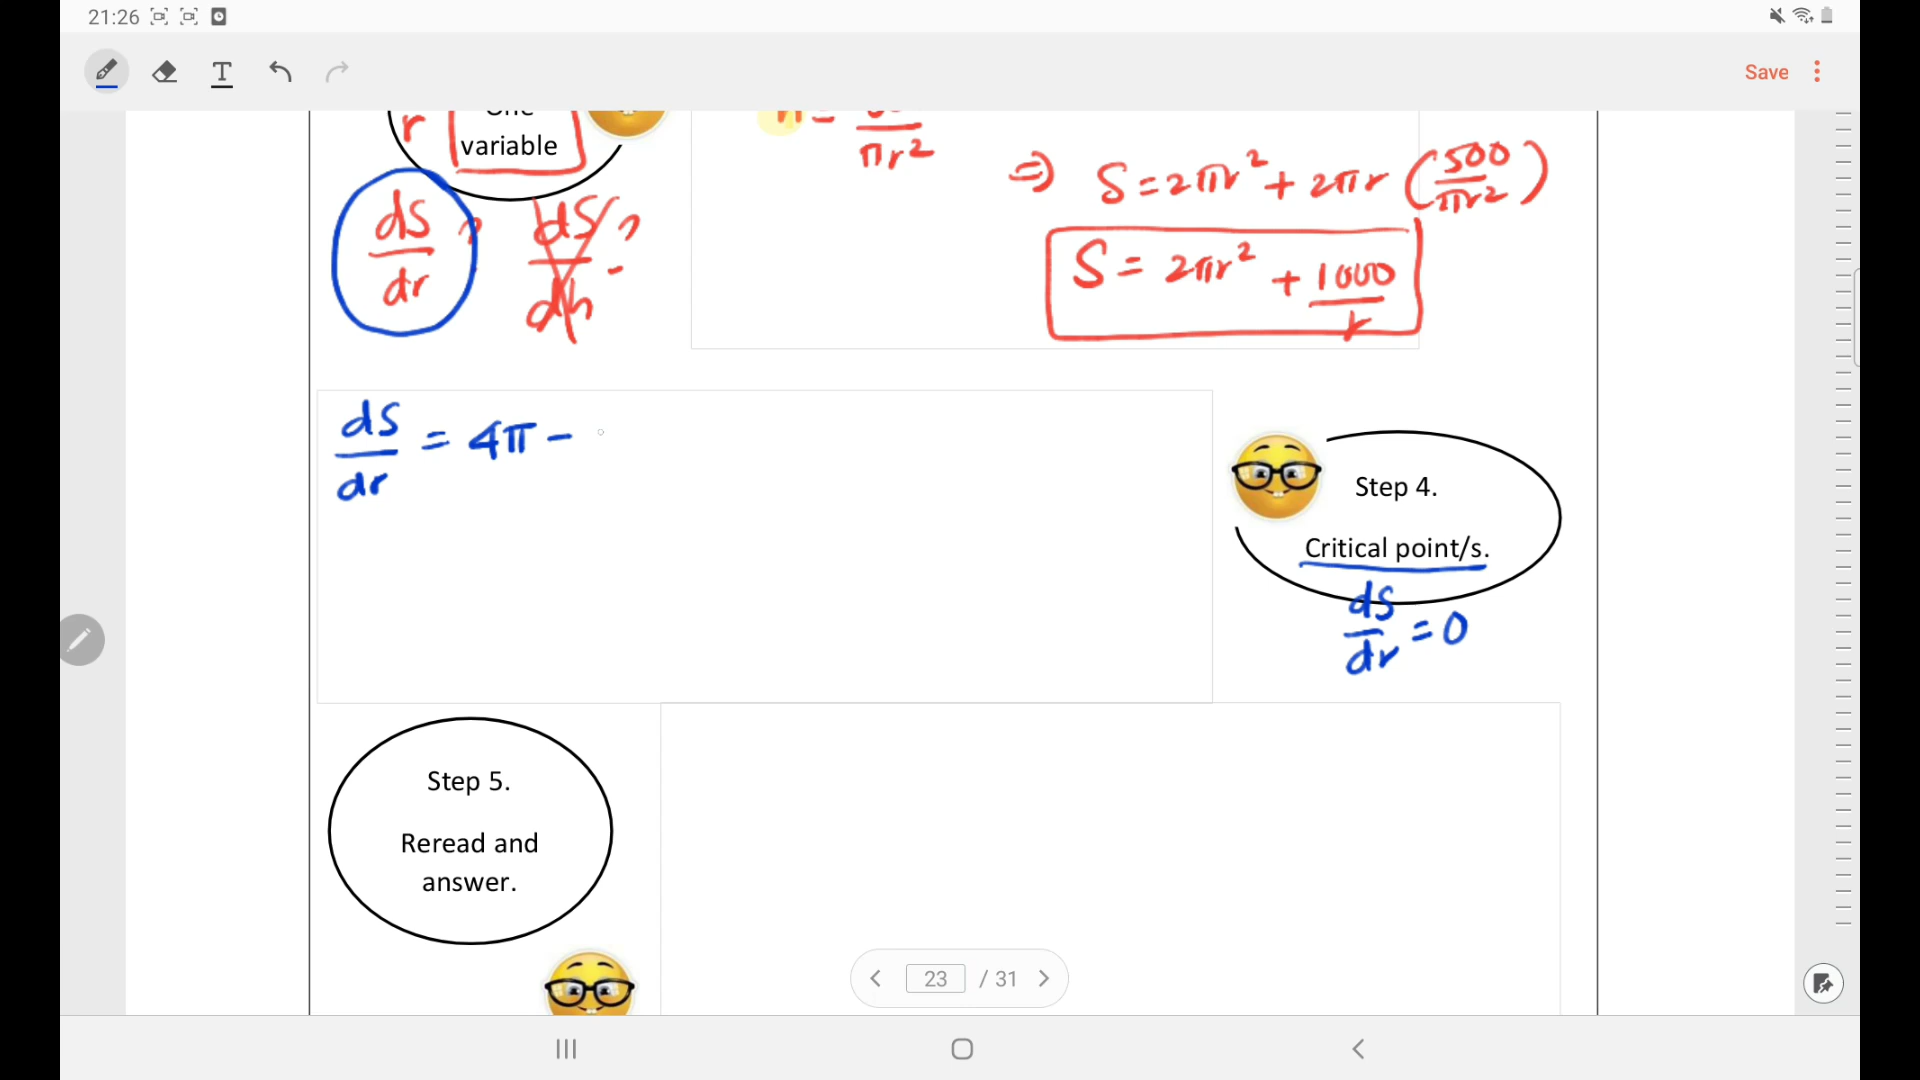 21:26
Save
One
r variable
πr²
⇒ S = 2πr² + 2πr (500/πr²)
dS/dr ? dS/dh ?
S = 2πr² + 1000/r
dS/dr = 4π −
Step 4.
Critical point/s.
dS/dr = 0
Step 5.
Reread and
answer.
23 / 31